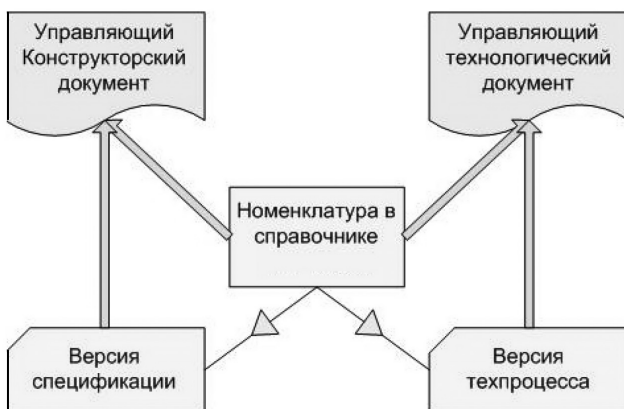 Управляющий
Конструкторский
документ
Управляющий
технологический
документ
Номенклатура в
справочнике
Версия
спецификации
Версия
техпроцесса